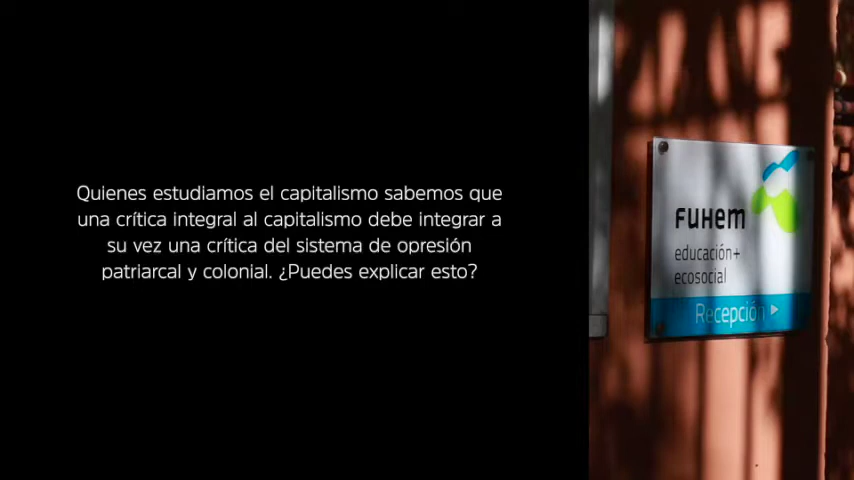 Quienes estudiamos el capitalismo sabemos que
una crítica integral al capitalismo debe integrar a
su vez una crítica del sistema de opresión
patriarcal y colonial. ¿Puedes explicar esto?
FUHEM
educación+
ecosocial
Recepción